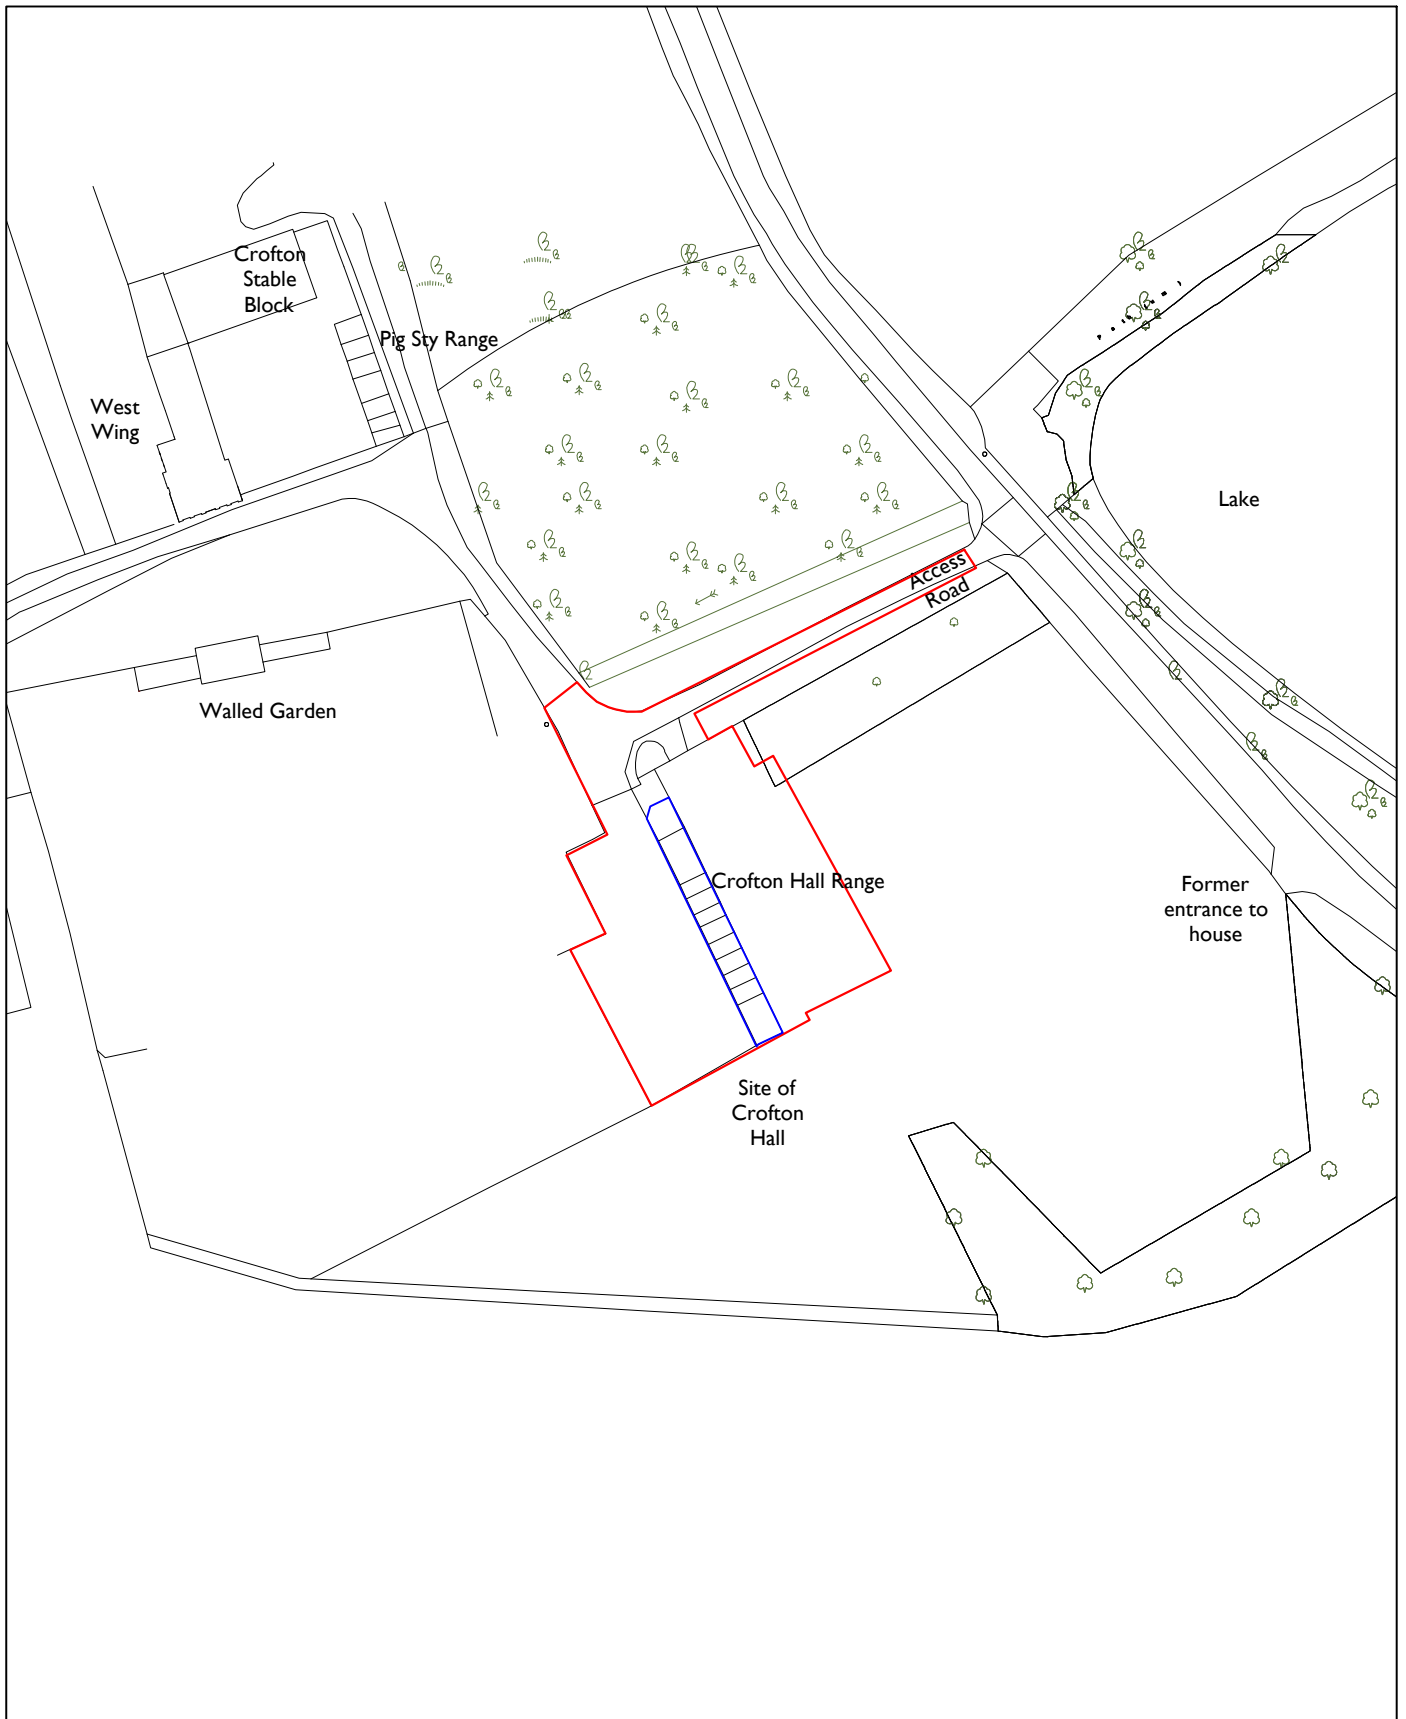 Crofton
Stable
Block
Pig Sty Range
West
Wing
Lake
Access
Road
Walled Garden
Crofton Hall Range
Former
entrance to
house
Site of
Crofton
Hall